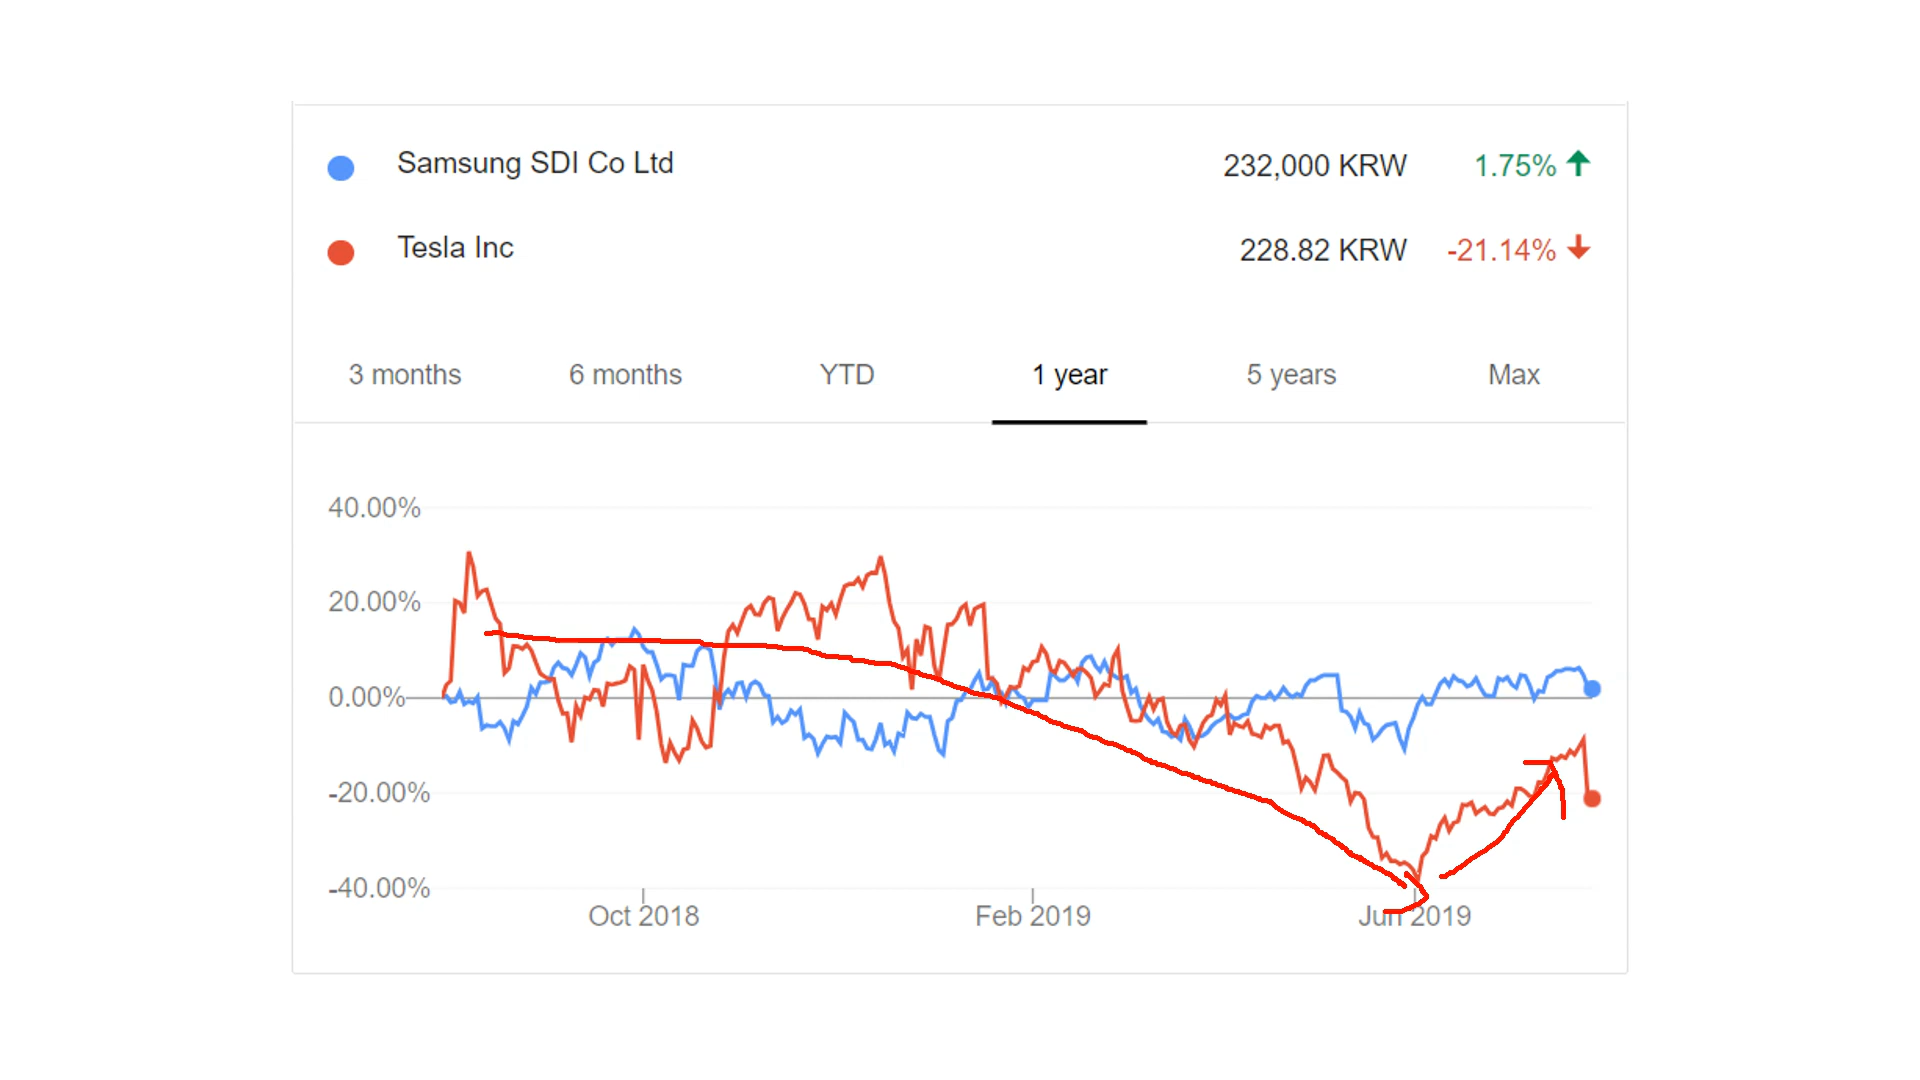 Samsung SDI Co Ltd 232,000 KRW 1.75%
Tesla Inc 228.82 KRW -21.14%
3 months 6 months YTD 1 year 5 years Max
40.00%
20.00%
0.00%
-20.00%
-40.00%
Oct 2018 Feb 2019 Jun 2019